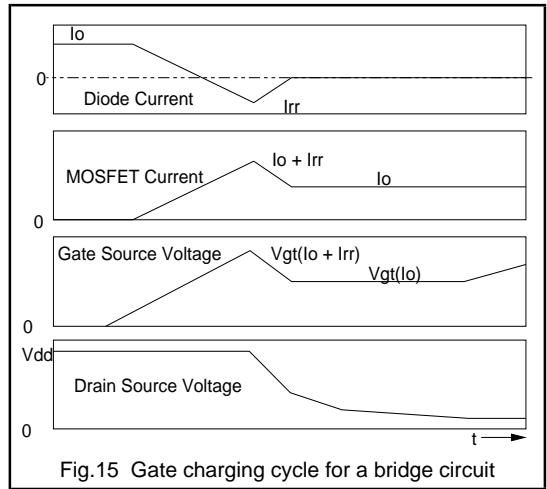 Io
0
Diode Current
Irr
Io + Irr
MOSFET Current
Io
0
Gate Source Voltage
Vgt(Io + Irr)
Vgt(Io)
0
Vdd
Drain Source Voltage
0
t
Fig.15 Gate charging cycle for a bridge circuit